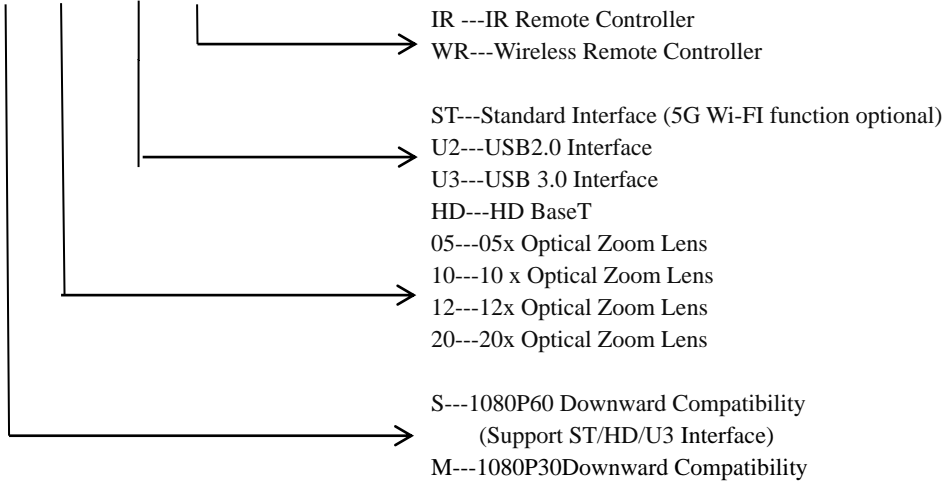 IR ---IR Remote Controller
WR---Wireless Remote Controller
ST---Standard Interface (5G Wi-FI function optional)
U2---USB2.0 Interface
U3---USB 3.0 Interface
HD---HD BaseT
05---05x Optical Zoom Lens
10---10 x Optical Zoom Lens
12---12x Optical Zoom Lens
20---20x Optical Zoom Lens
S---1080P60 Downward Compatibility
(Support ST/HD/U3 Interface)
M---1080P30Downward Compatibility